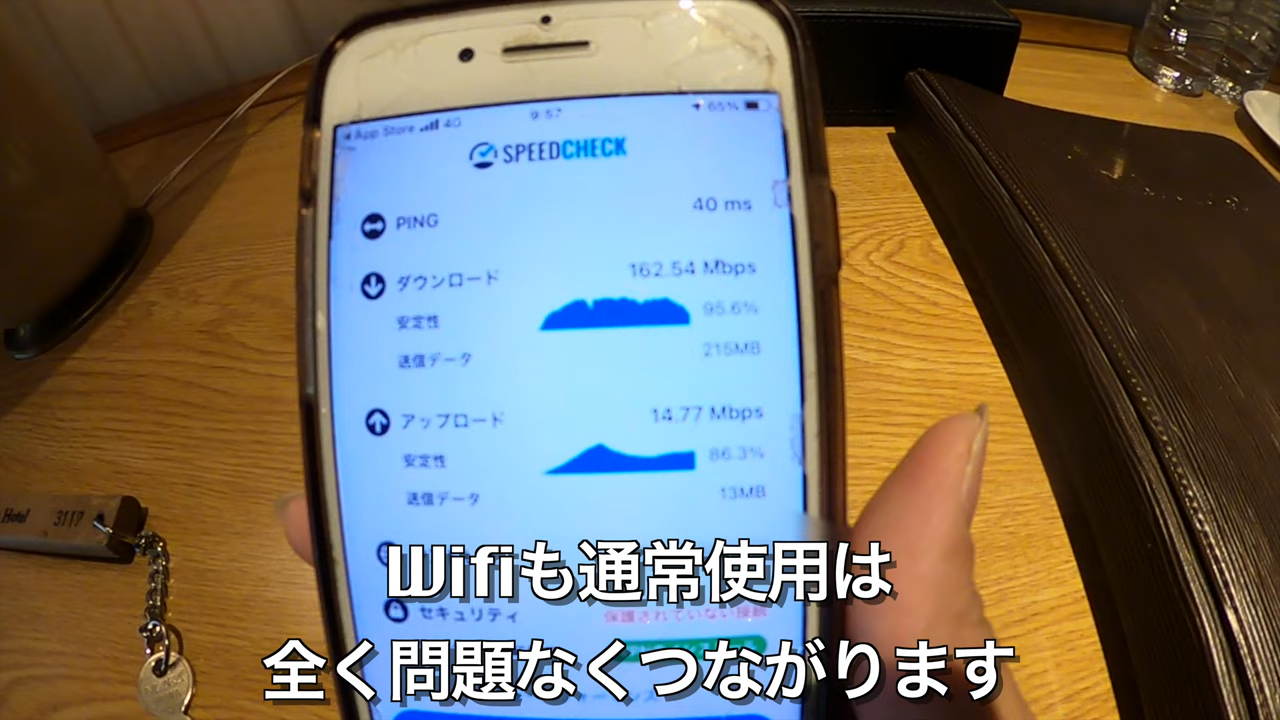 App Store 4G
9:57
65%
SPEEDCHECK
PING
40 ms
ダウンロード
162.54 Mbps
安定性
95.6%
送信データ
215MB
アップロード
14.77 Mbps
安定性
86.3%
送信データ
13MB
セキュリティ
保護されていない接続
Hotel 3117
Wifiも通常使用は
全く問題なくつながります